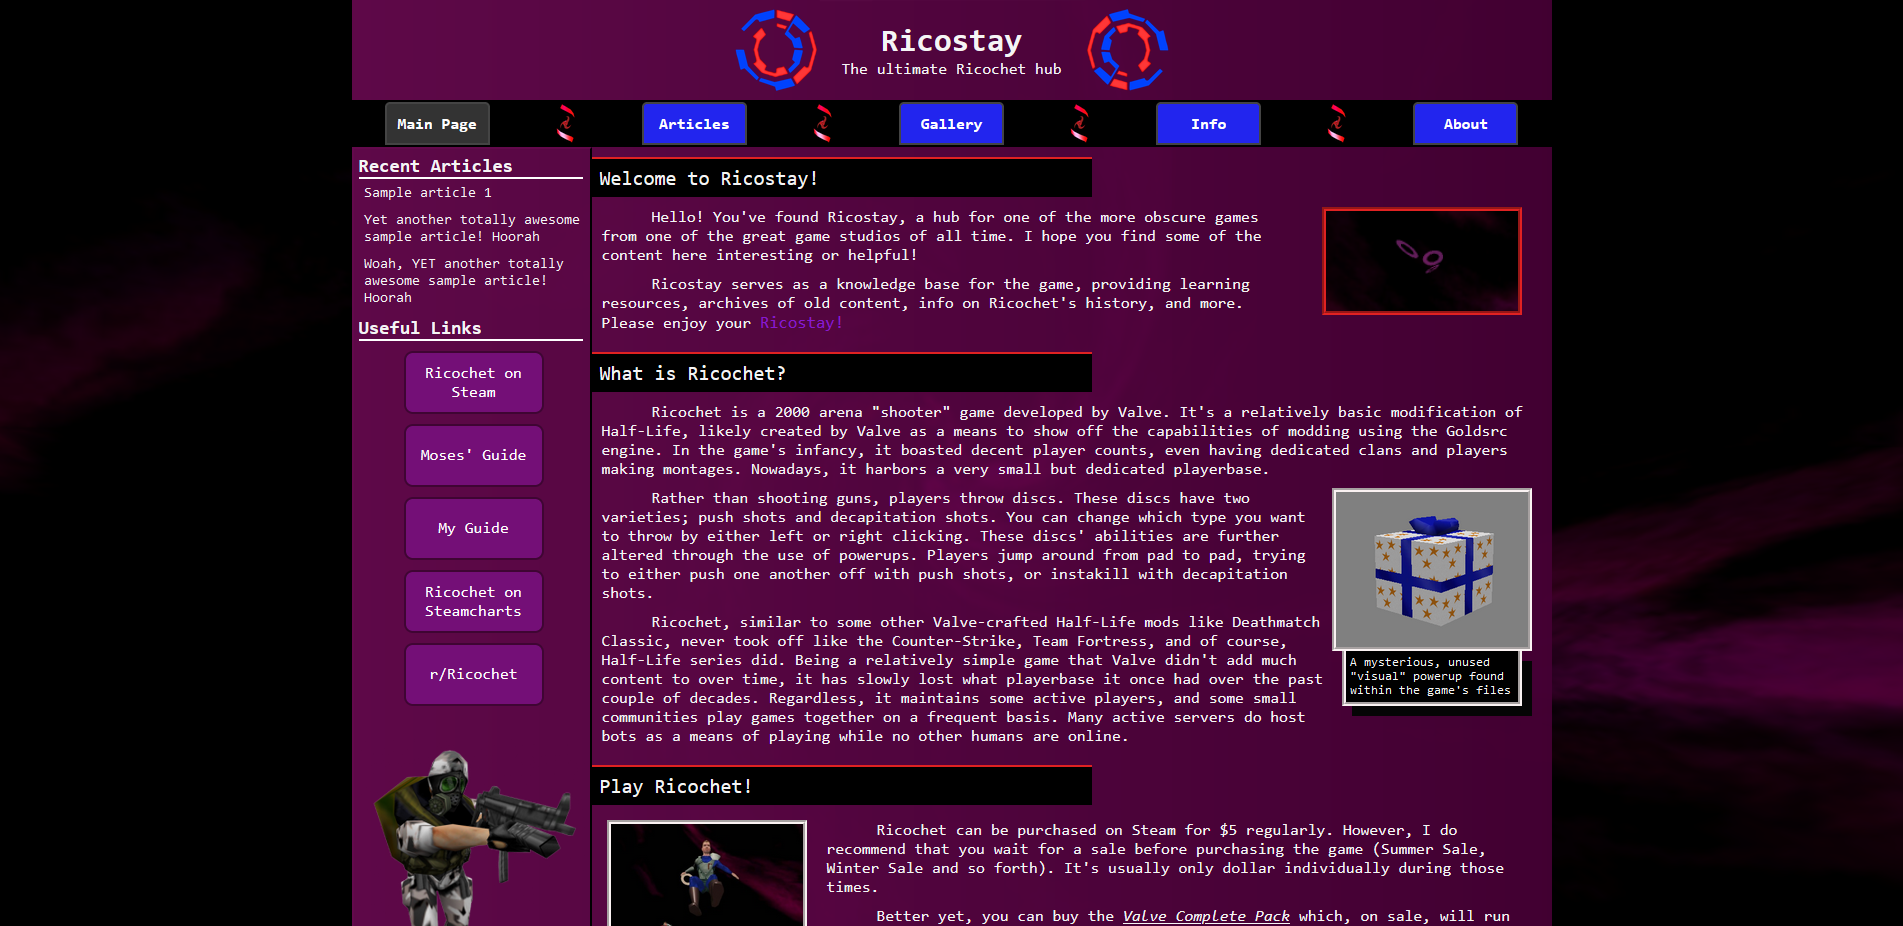 Ricostay
The ultimate Ricochet hub
Main Page
Articles
Gallery
Info
About
Recent Articles
Sample article 1
Yet another totally awesome
sample article! Hoorah
Woah, YET another totally
awesome sample article!
Hoorah
Useful Links
Ricochet on
Steam
Moses' Guide
My Guide
Ricochet on
Steamcharts
r/Ricochet
Welcome to Ricostay!
Hello! You've found Ricostay, a hub for one of the more obscure games
from one of the great game studios of all time. I hope you find some of the
content here interesting or helpful!
Ricostay serves as a knowledge base for the game, providing learning
resources, archives of old content, info on Ricochet's history, and more.
Please enjoy your Ricostay!
What is Ricochet?
Ricochet is a 2000 arena "shooter" game developed by Valve. It's a relatively basic modification of
Half-Life, likely created by Valve as a means to show off the capabilities of modding using the Goldsrc
engine. In the game's infancy, it boasted decent player counts, even having dedicated clans and players
making montages. Nowadays, it harbors a very small but dedicated playerbase.
Rather than shooting guns, players throw discs. These discs have two
varieties; push shots and decapitation shots. You can change which type you want
to throw by either left or right clicking. These discs' abilities are further
altered through the use of powerups. Players jump around from pad to pad, trying
to either push one another off with push shots, or instakill with decapitation
shots.
Ricochet, similar to some other Valve-crafted Half-Life mods like Deathmatch
Classic, never took off like the Counter-Strike, Team Fortress, and of course,
Half-Life series did. Being a relatively simple game that Valve didn't add much
content to over time, it has slowly lost what playerbase it once had over the past
couple of decades. Regardless, it maintains some active players, and some small
communities play games together on a frequent basis. Many active servers do host
bots as a means of playing while no other humans are online.
A mysterious, unused
"visual" powerup found
within the game's files
Play Ricochet!
Ricochet can be purchased on Steam for $5 regularly. However, I do
recommend that you wait for a sale before purchasing the game (Summer Sale,
Winter Sale and so forth). It's usually only dollar individually during those
times.
Better yet, you can buy the Valve Complete Pack which, on sale, will run